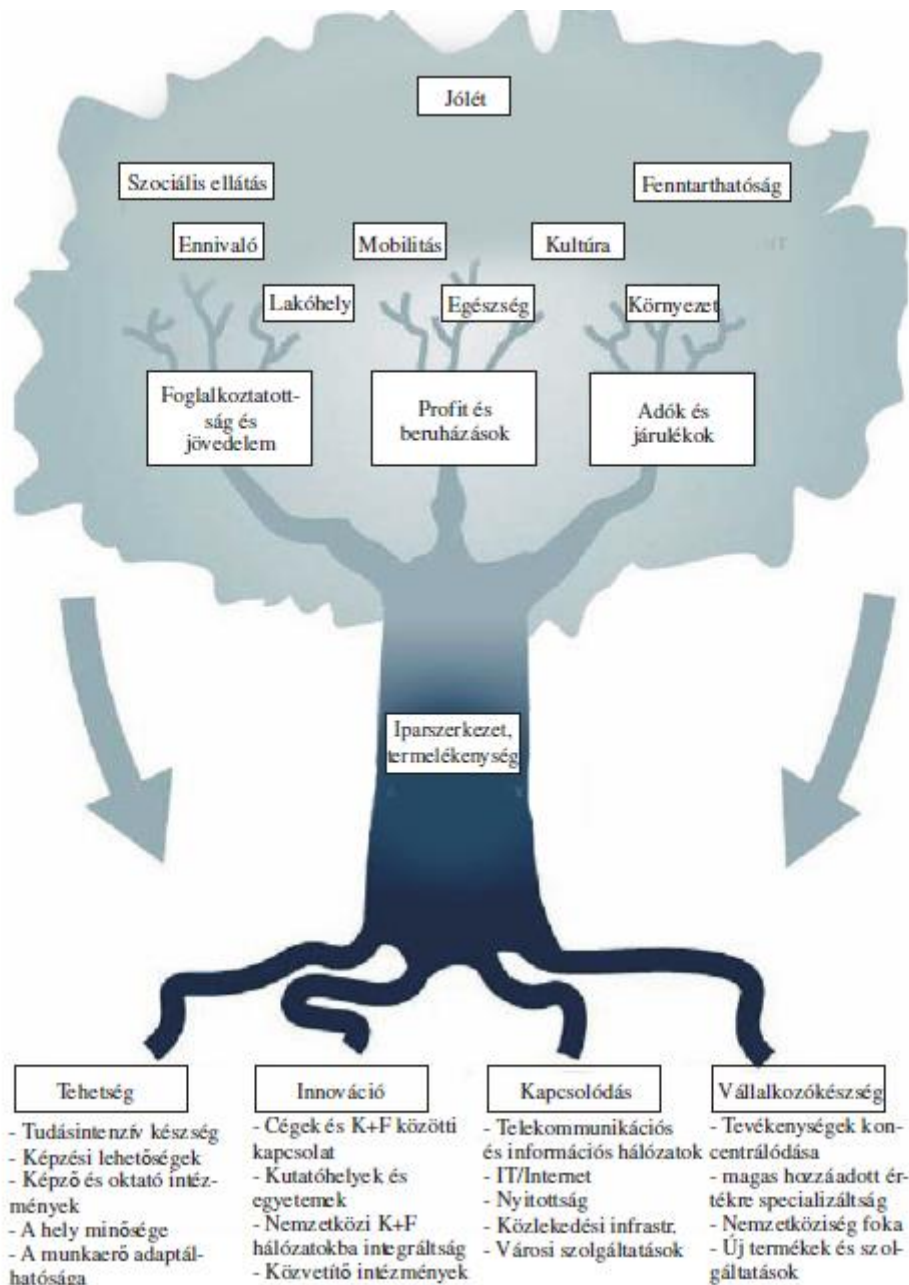 Jólét
Szociális ellátás
Fenntarthatóság
Ennivaló
Mobilitás
Kultúra
Lakóhely
Egészség
Környezet
Foglalkoztatott-
ság és
jövedelem
Profit és
beruházások
Adók és
járulékok
Iparszerkezet,
termelékenység
Tehetség
- Tudásintenzív készség
- Képzési lehetőségek
- Képző és oktató intéz-
mények
- A hely minősége
- A munkaerő adaptál-
hatósága
Innováció
- Cégek és K+F közötti
kapcsolat
- Kutatóhelyek és
egyetemek
- Nemzetközi K+F
hálózatokba integráltság
- Közvetítő intézmények
Kapcsolódás
- Telekommunikációs
és információs hálózatok
- IT/Internet
- Nyitottság
- Közlekedési infrastr.
- Városi szolgáltatások
Vállalkozókészség
- Tevékenységek kon-
centrálódása
- magas hozzáadott ér-
tékre specializáltság
- Nemzetköziség foka
- Új termékek és szol-
gáltatások